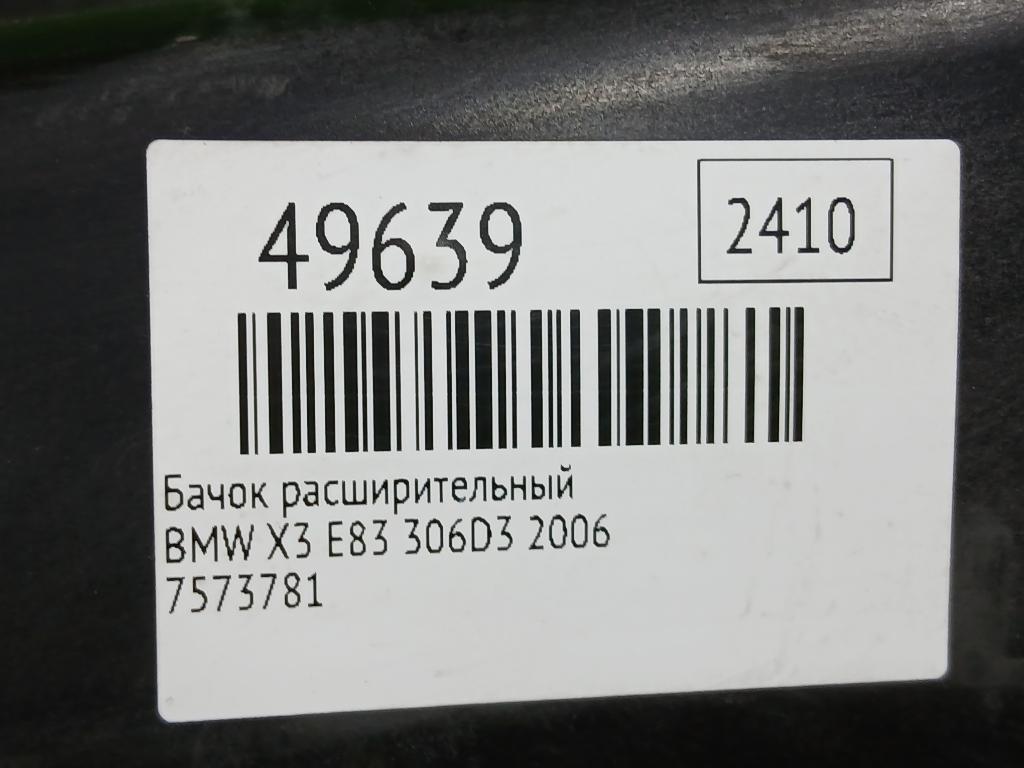 49639
2410
Бачок расширительный
BMW X3 E83 306D3 2006
7573781